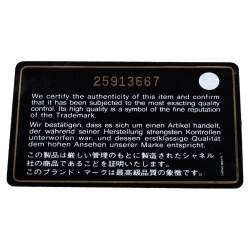 25913667
We certify the authenticity of this item and confirm
that it has been subjected to the most exacting quality
control. Its high quality is a symbol of the fine reputation
of the Trademark.
Wir bestätigen, dass es sich um einen Artikel handelt,
der während seiner Herstellung strengsten Kontrollen
unterworfen war, und dessen erstklassige Qualität
dem hohen Ansehen unserer Marke entspricht.
この製品は厳しい管理のもとに製造されたシャネル
社の商品であることを証明いたします。
このブランド・マークは最高級品質の象徴です。